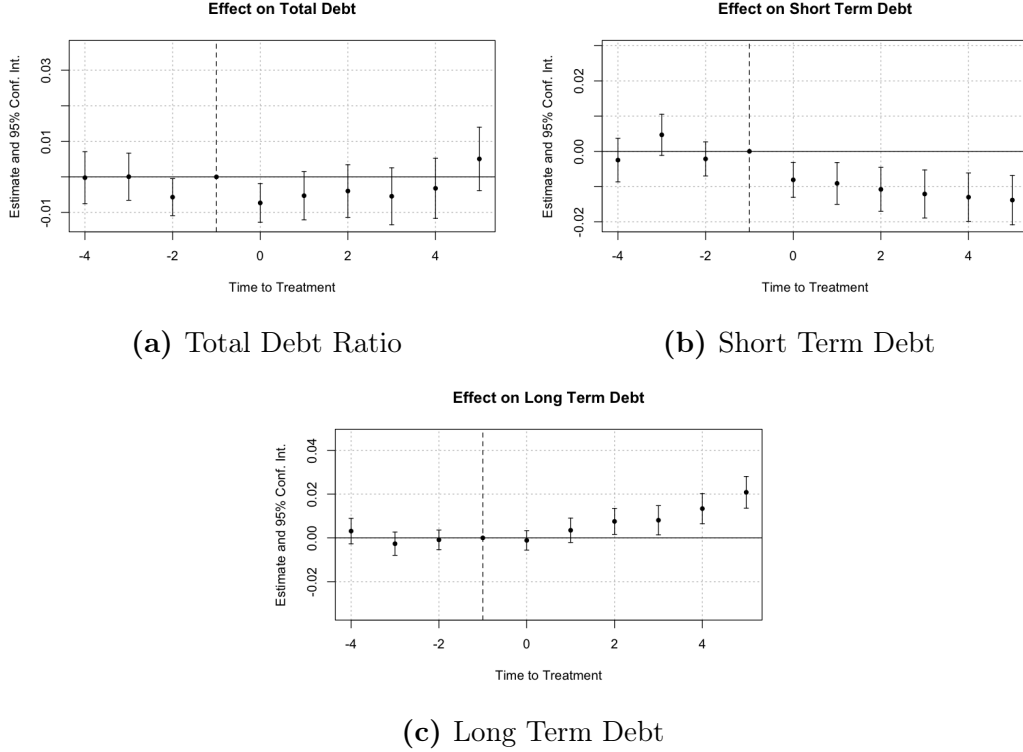 Effect on Total Debt
Estimate and 95% Conf. Int.
0.03
0.01
-0.01
-4
-2
0
2
4
Time to Treatment
(a) Total Debt Ratio
Effect on Short Term Debt
Estimate and 95% Conf. Int.
0.02
0.00
-0.02
-4
-2
0
2
4
Time to Treatment
(b) Short Term Debt
Effect on Long Term Debt
Estimate and 95% Conf. Int.
0.04
0.02
0.00
-0.02
-4
-2
0
2
4
Time to Treatment
(c) Long Term Debt